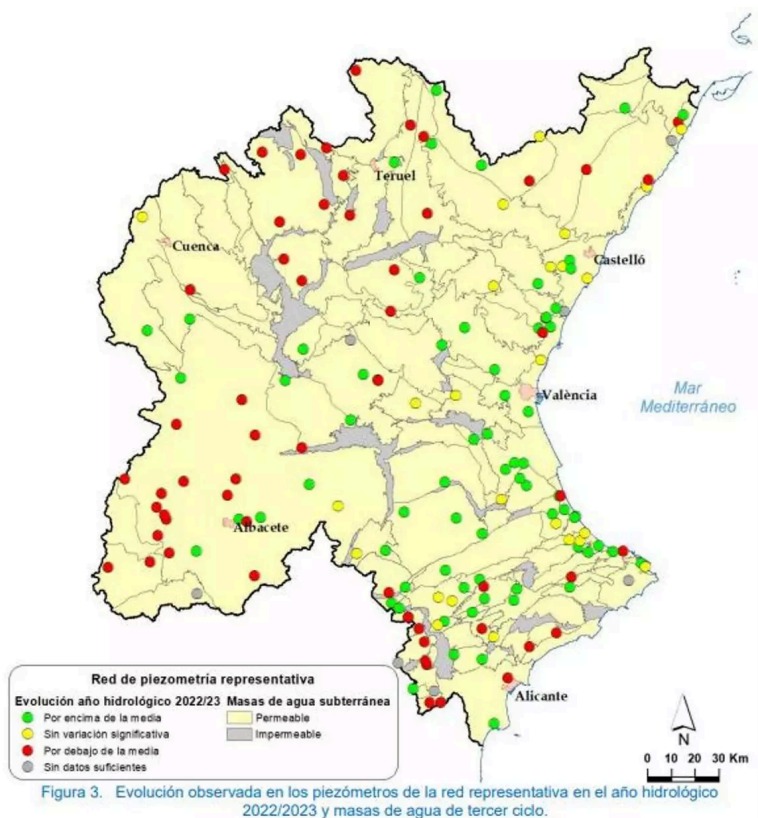 Teruel
Cuenca
Castelló
València
Mar
Mediterráneo
Albacete
Alicante
Red de piezometría representativa
Evolución año hidrológico 2022/23 Masas de agua subterránea
Por encima de la media
Permeable
Sin variación significativa
Impermeable
Por debajo de la media
Sin datos suficientes
N
0 10 20 30 Km
Figura 3. Evolución observada en los piezómetros de la red representativa en el año hidrológico
2022/2023 y masas de agua de tercer ciclo.